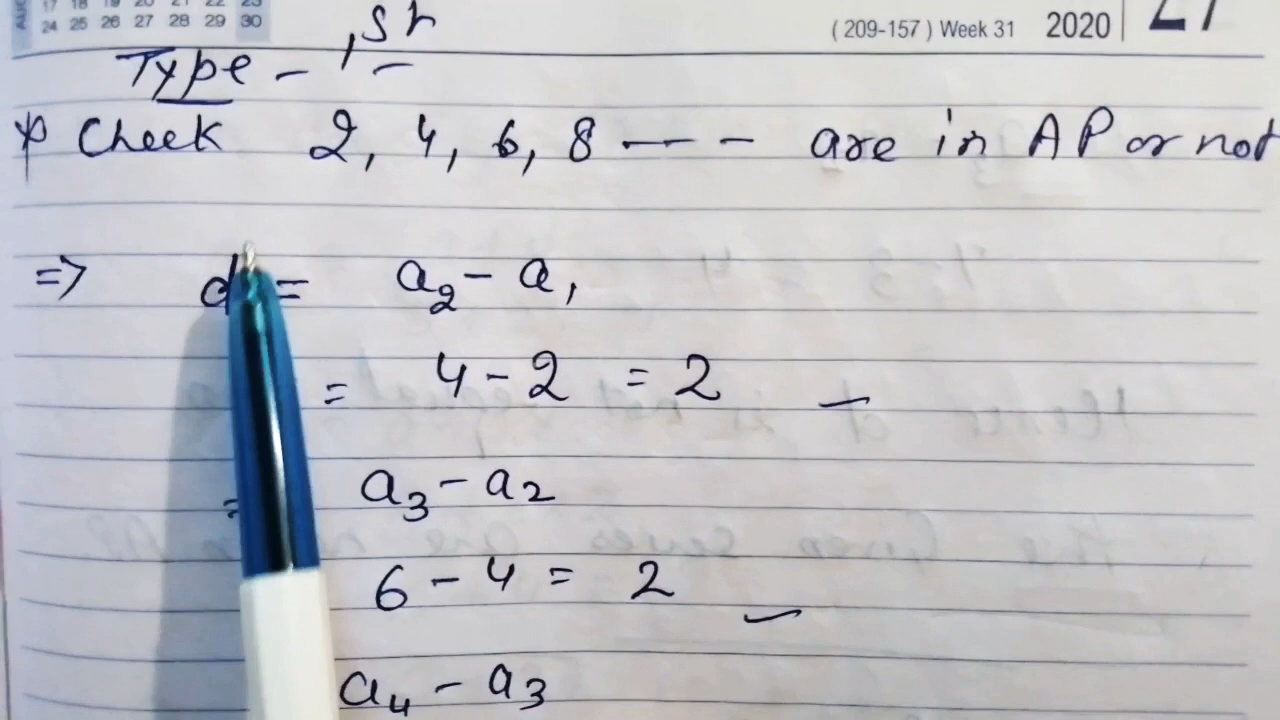 AUG 17 18 19 20 21 22 23
24 25 26 27 28 29 30
(209-157) Week 31 2020 27
Type - 1st
* Check 2, 4, 6, 8 --- are in AP or not
=> d = a₂ - a₁
= 4 - 2 = 2
= a₃ - a₂
6 - 4 = 2
a₄ - a₃